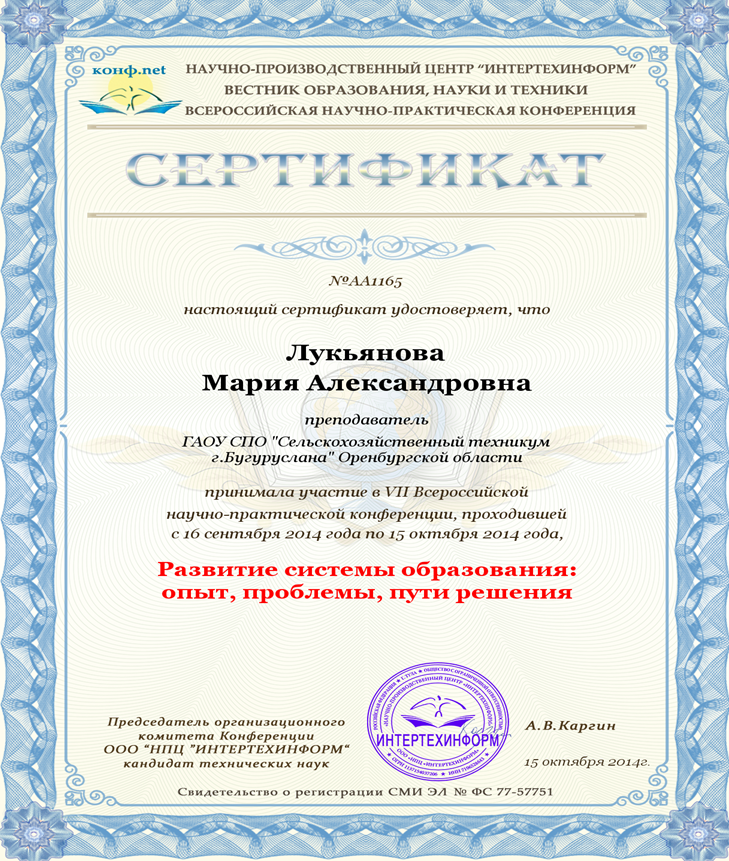 конф.net
НАУЧНО-ПРОИЗВОДСТВЕННЫЙ ЦЕНТР “ИНТЕРТЕХИНФОРМ”
ВЕСТНИК ОБРАЗОВАНИЯ, НАУКИ И ТЕХНИКИ
ВСЕРОССИЙСКАЯ НАУЧНО-ПРАКТИЧЕСКАЯ КОНФЕРЕНЦИЯ
СЕРТИФИКАТ
№АА1165
настоящий сертификат удостоверяет, что
Лукьянова
Мария Александровна
преподаватель
ГАОУ СПО "Сельскохозяйственный техникум
г.Бугуруслана" Оренбургской области
принимала участие в VII Всероссийской
научно-практической конференции, проходившей
с 16 сентября 2014 года по 15 октября 2014 года,
Развитие системы образования:
опыт, проблемы, пути решения
Председатель организационного
комитета Конференции
ООО “НПЦ ”ИНТЕРТЕХИНФОРМ“
кандидат технических наук
ИНТЕРТЕХИНФОРМ
А.В.Каргин
15 октября 2014г.
Свидетельство о регистрации СМИ ЭЛ № ФС 77-57751